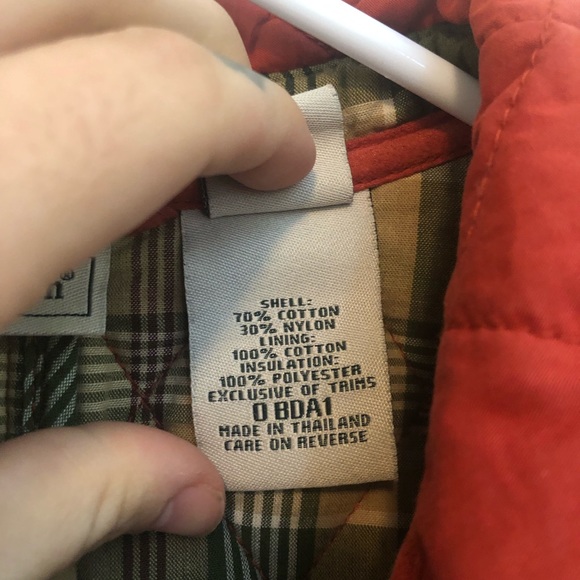 SHELL:
70% COTTON
30% NYLON
LINING:
100% COTTON
INSULATION:
100% POLYESTER
EXCLUSIVE OF TRIMS
0 BDA1
MADE IN THAILAND
CARE ON REVERSE